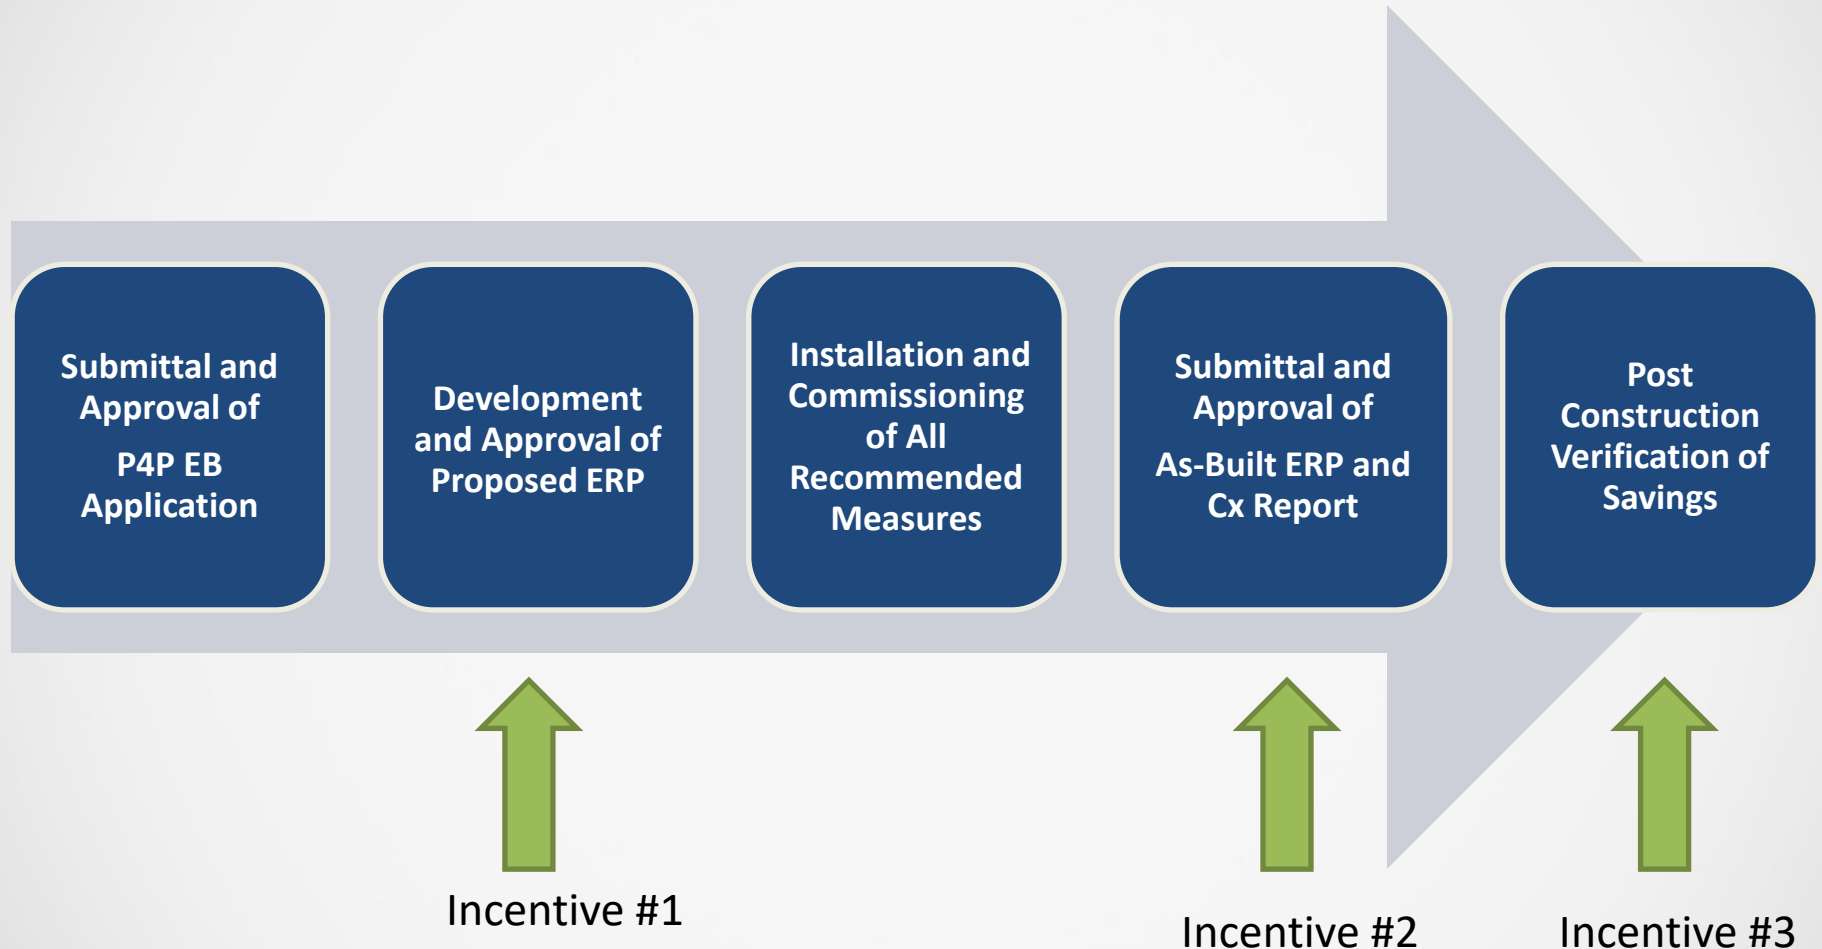 Submittal and
Approval of
P4P EB
Application
Development
and Approval of
Proposed ERP
Installation and
Commissioning
of All
Recommended
Measures
Submittal and
Approval of
As-Built ERP and
Cx Report
Post
Construction
Verification of
Savings
Incentive #1
Incentive #2
Incentive #3